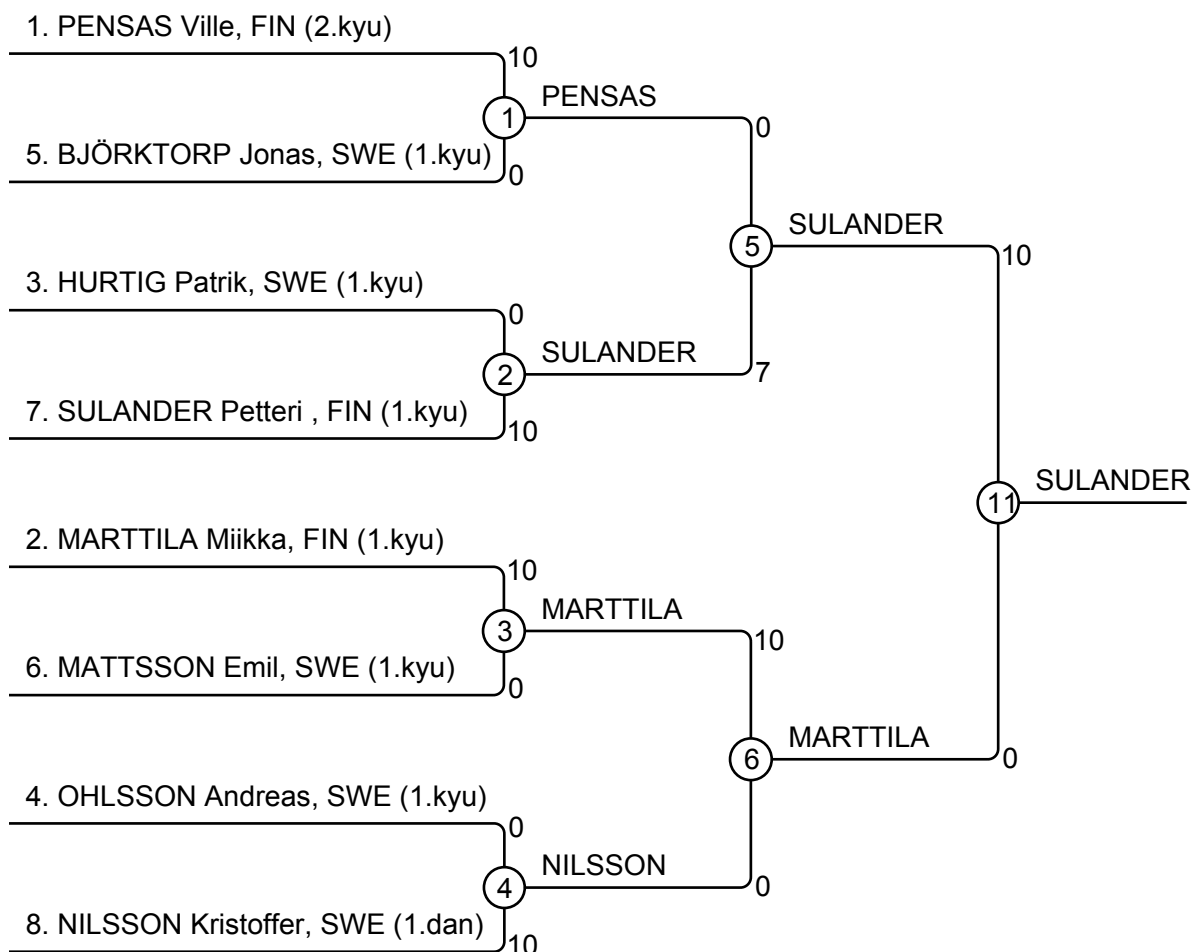 1. PENSAS Ville, FIN (2.kyu)
10
1
PENSAS
0
5. BJÖRKTORP Jonas, SWE (1.kyu)
0
5
SULANDER
10
3. HURTIG Patrik, SWE (1.kyu)
0
2
SULANDER
7
7. SULANDER Petteri , FIN (1.kyu)
10
11
SULANDER
2. MARTTILA Miikka, FIN (1.kyu)
10
3
MARTTILA
10
6. MATTSSON Emil, SWE (1.kyu)
0
6
MARTTILA
0
4. OHLSSON Andreas, SWE (1.kyu)
0
4
NILSSON
0
8. NILSSON Kristoffer, SWE (1.dan)
10